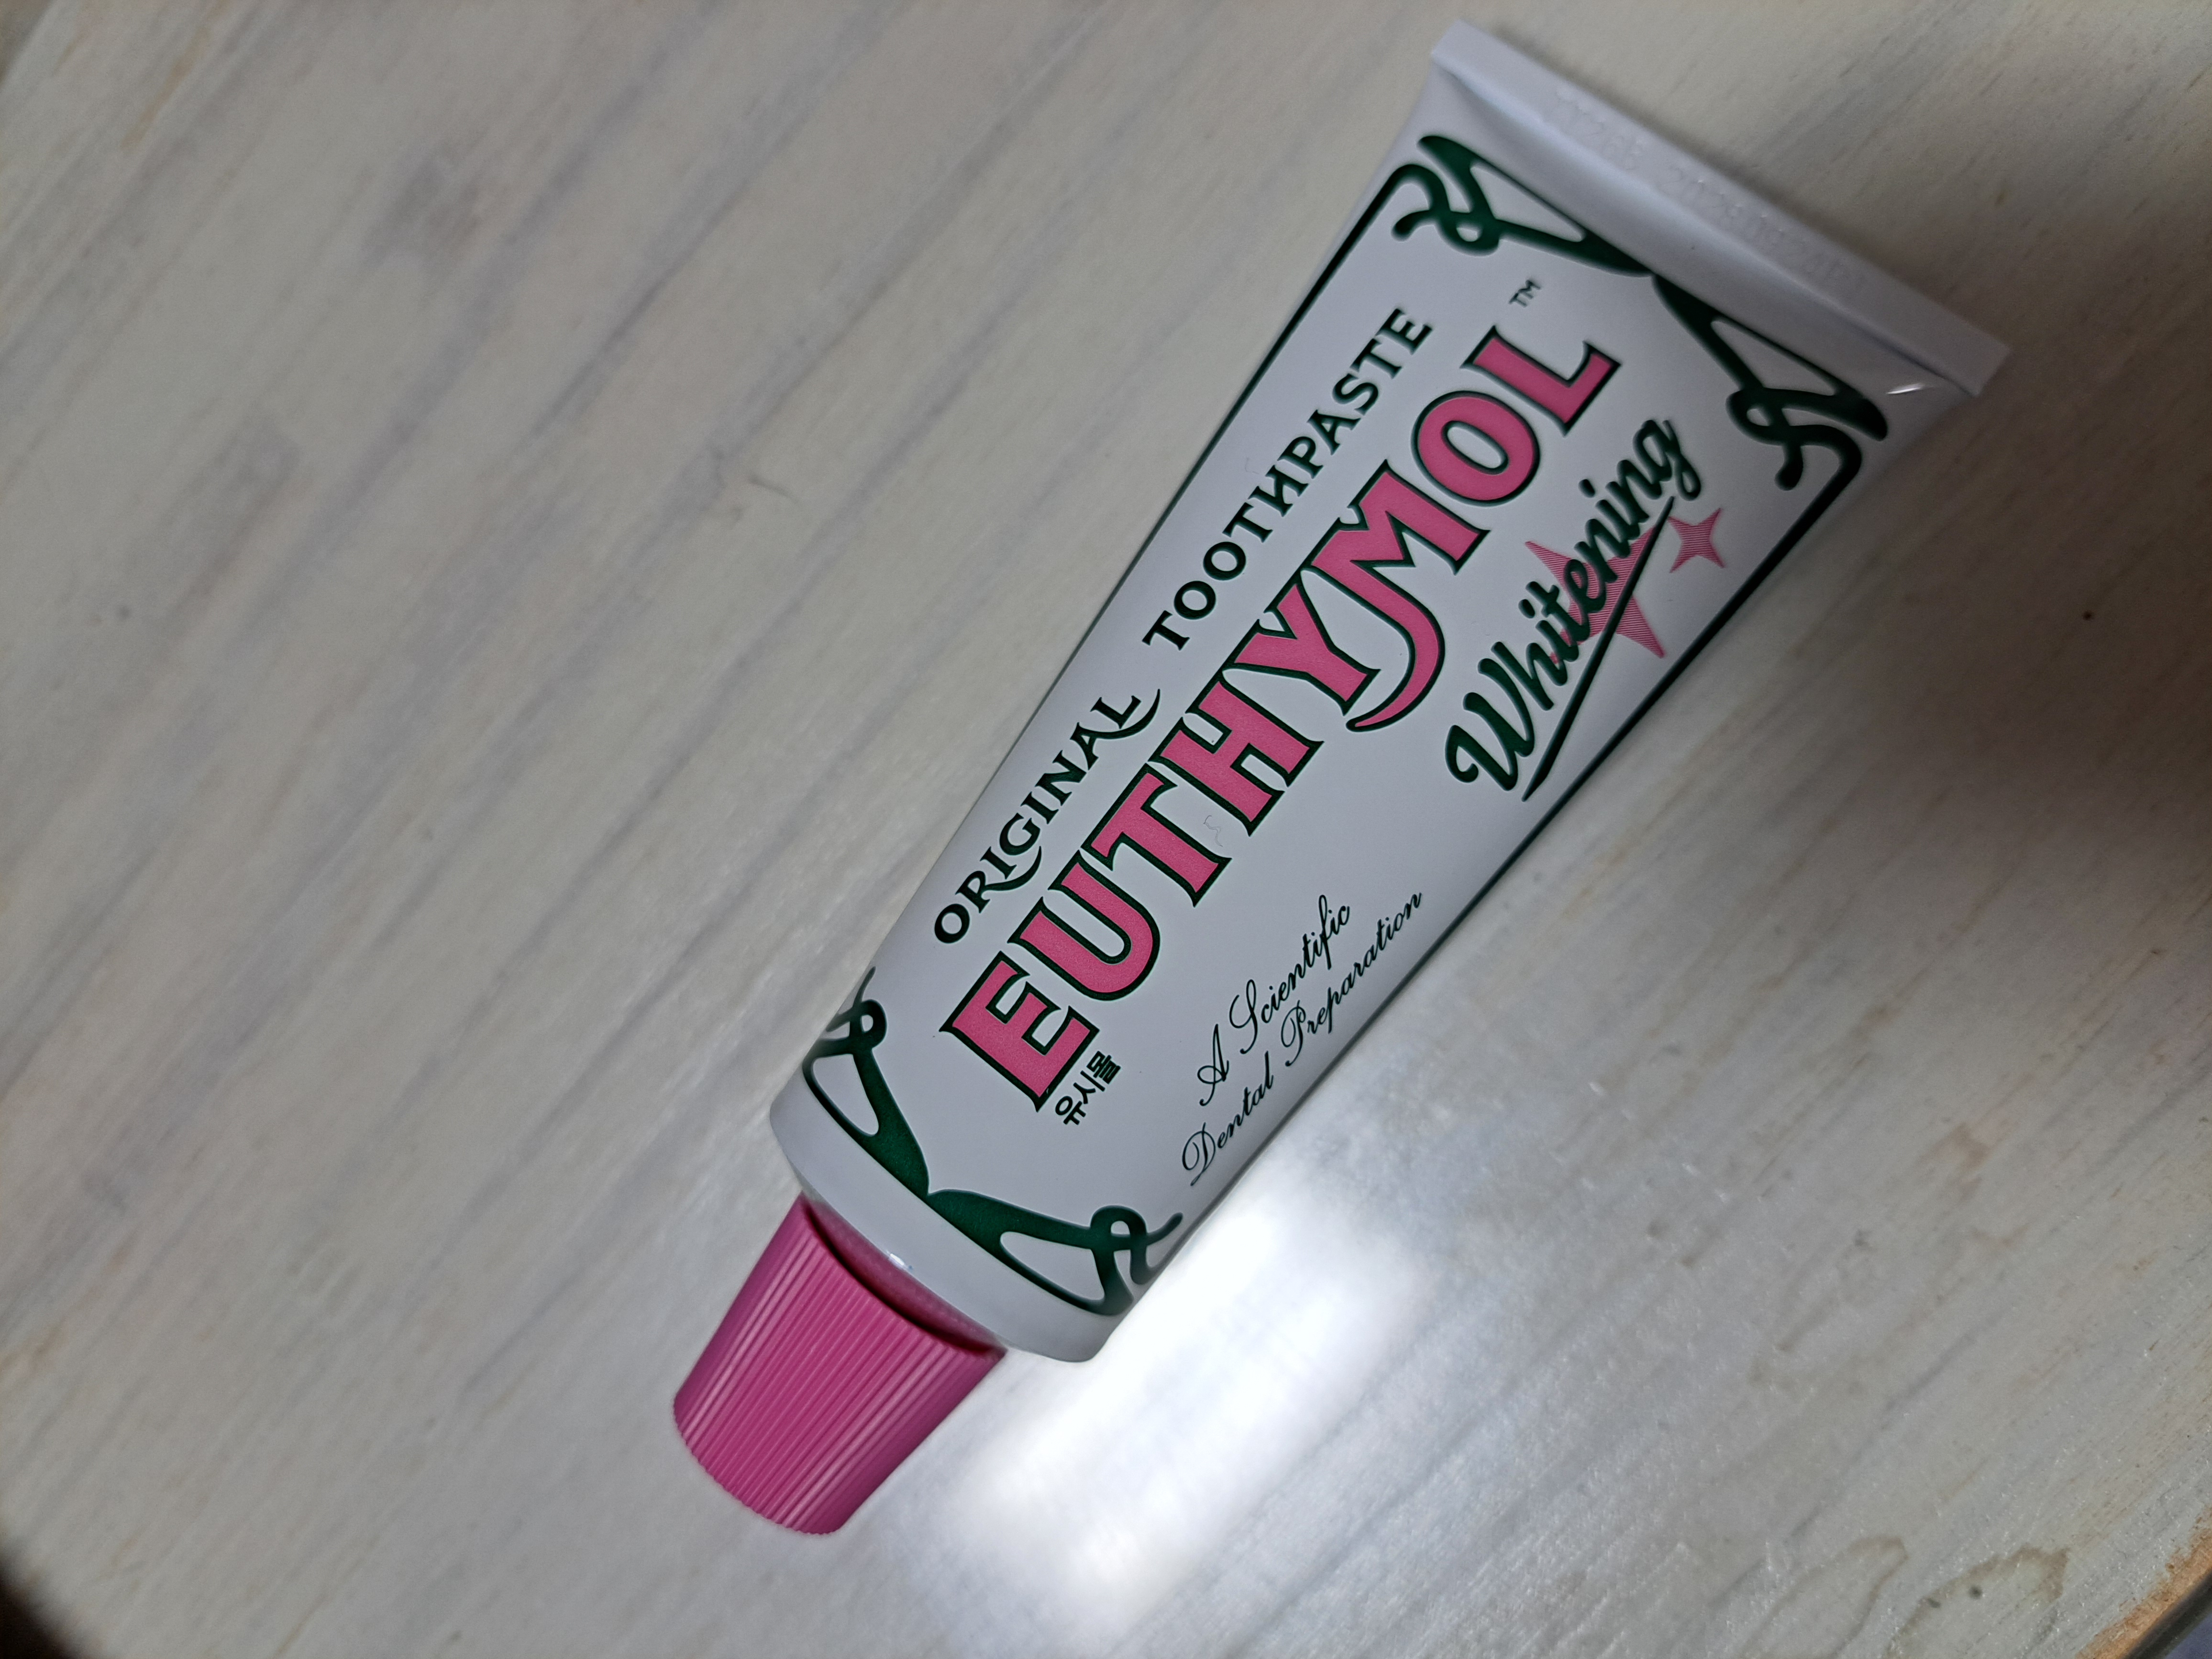 ORIGINAL TOOTHPASTE
EUTHYMOL™
유시몰
Whitening
A Scientific
Dental Preparation